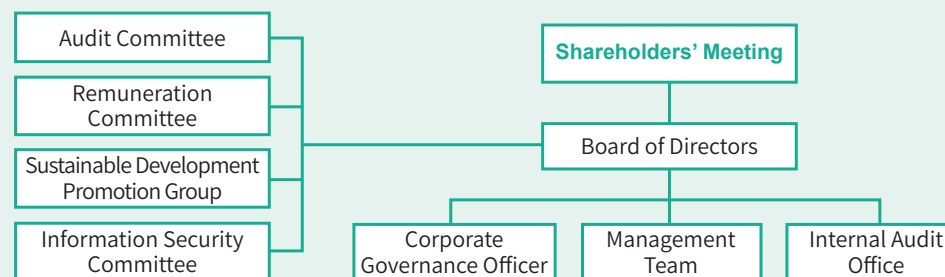 Audit Committee
Remuneration
Committee
Sustainable Development
Promotion Group
Information Security
Committee
Shareholders’ Meeting
Board of Directors
Corporate
Governance Officer
Management
Team
Internal Audit
Office